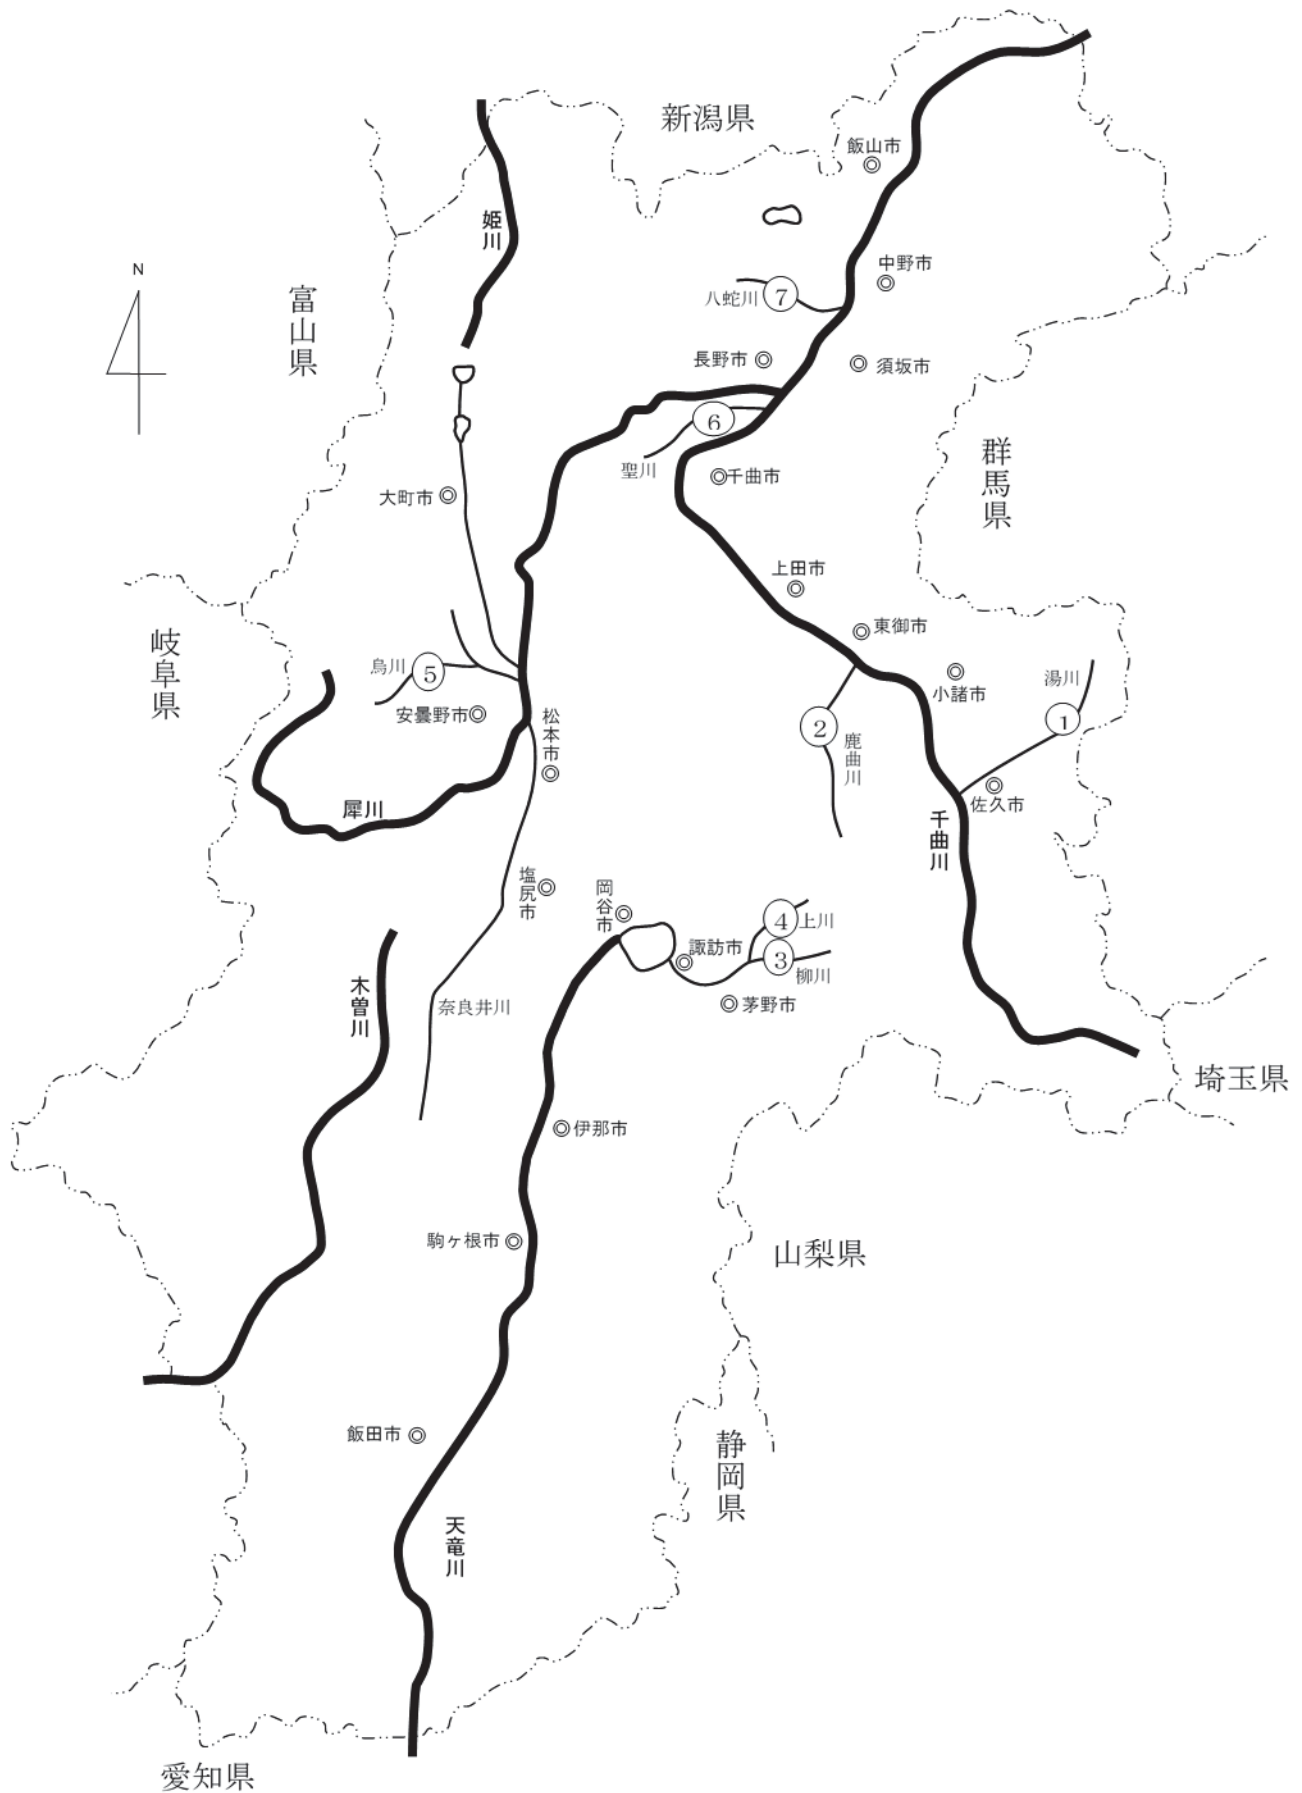 新潟県
飯山市
姫川
N
中野市
富山県
八蛇川
7
長野市
須坂市
6
聖川
千曲市
群馬県
大町市
上田市
東御市
岐阜県
烏川
5
小諸市
湯川
安曇野市
松本市
1
2
鹿曲川
犀川
佐久市
千曲川
塩尻市
岡谷市
4
上川
諏訪市
3
柳川
木曽川
奈良井川
茅野市
埼玉県
伊那市
駒ヶ根市
山梨県
飯田市
静岡県
天竜川
愛知県